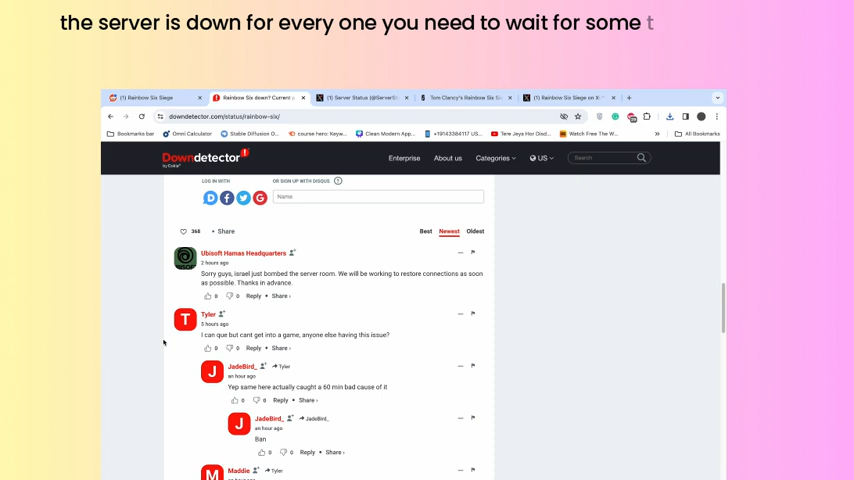 the server is down for every one you need to wait for some t
(1) Rainbow Six Siege
Rainbow Six down? Current p
(1) Server Status (@ServerSt
Tom Clancy's Rainbow Six Si
(1) Rainbow Six Siege on X: "
downdetector.com/status/rainbow-six/
Bookmarks bar
Omni Calculator
Stable Diffusion O...
course hero: Keyw...
Clean Modern App...
+19143384117 US...
Tere Jaya Hor Disd...
Watch Free The W...
»
All Bookmarks
Downdetector
by Ookla
Enterprise
About us
Categories
US
Search
LOG IN WITH
OR SIGN UP WITH DISQUS ?
Name
368 • Share
Best Newest Oldest
Ubisoft Hamas Headquarters
2 hours ago
Sorry guys, israel just bombed the server room. We will be working to restore connections as soon
as possible. Thanks in advance.
0 0 Reply • Share ›
T
Tyler
5 hours ago
I can que but cant get into a game, anyone else having this issue?
0 0 Reply • Share ›
J
JadeBird_ Tyler
an hour ago
Yep same here actually caught a 60 min bad cause of it
0 0 Reply • Share ›
J
JadeBird_ JadeBird_
an hour ago
Ban
0 0 Reply • Share ›
M
Maddie Tyler